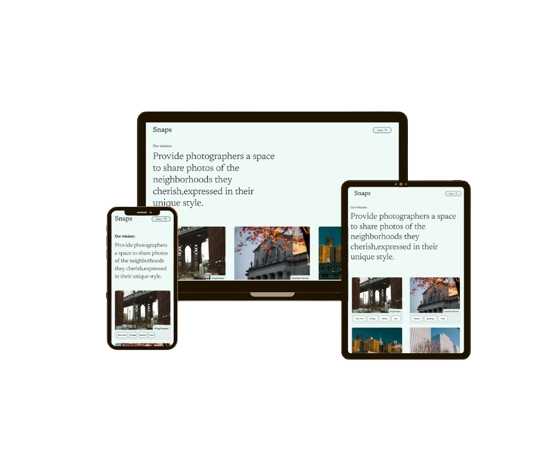 Snaps
Our mission:
Provide photographers a space
to share photos of the
neighborhoods they
cherish,expressed in their
unique style.
Snaps
Our mission:
Provide photographers
a space to share photos
of the neighborhoods
they cherish,expressed
in their unique style.
Snaps
Our mission:
Provide photographers a space
to share photos of the
neighborhoods they
cherish,expressed in their
unique style.